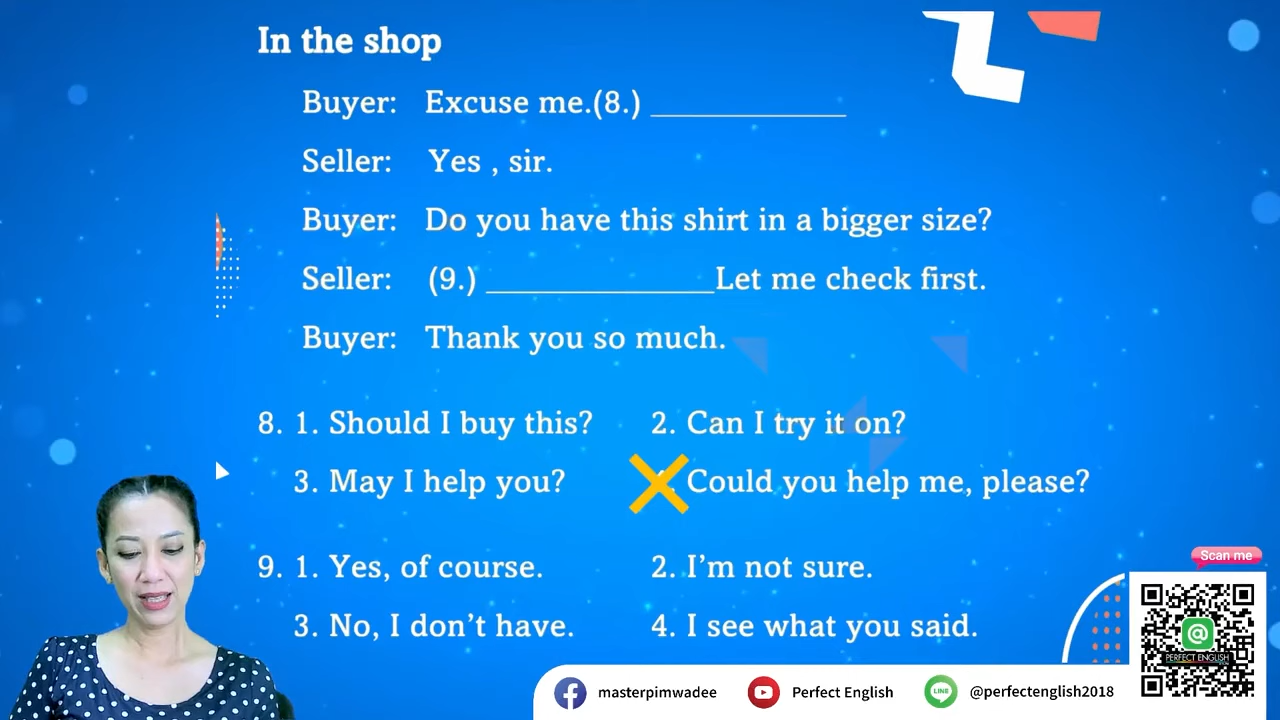 In the shop
Buyer: Excuse me.(8.) ____________
Seller: Yes , sir.
Buyer: Do you have this shirt in a bigger size?
Seller: (9.) ______________Let me check first.
Buyer: Thank you so much.
8. 1. Should I buy this? 2. Can I try it on?
3. May I help you? Could you help me, please?
9. 1. Yes, of course. 2. I'm not sure.
3. No, I don't have. 4. I see what you said.
Scan me
PERFECT ENGLISH
masterpimwadee Perfect English LINE @perfectenglish2018